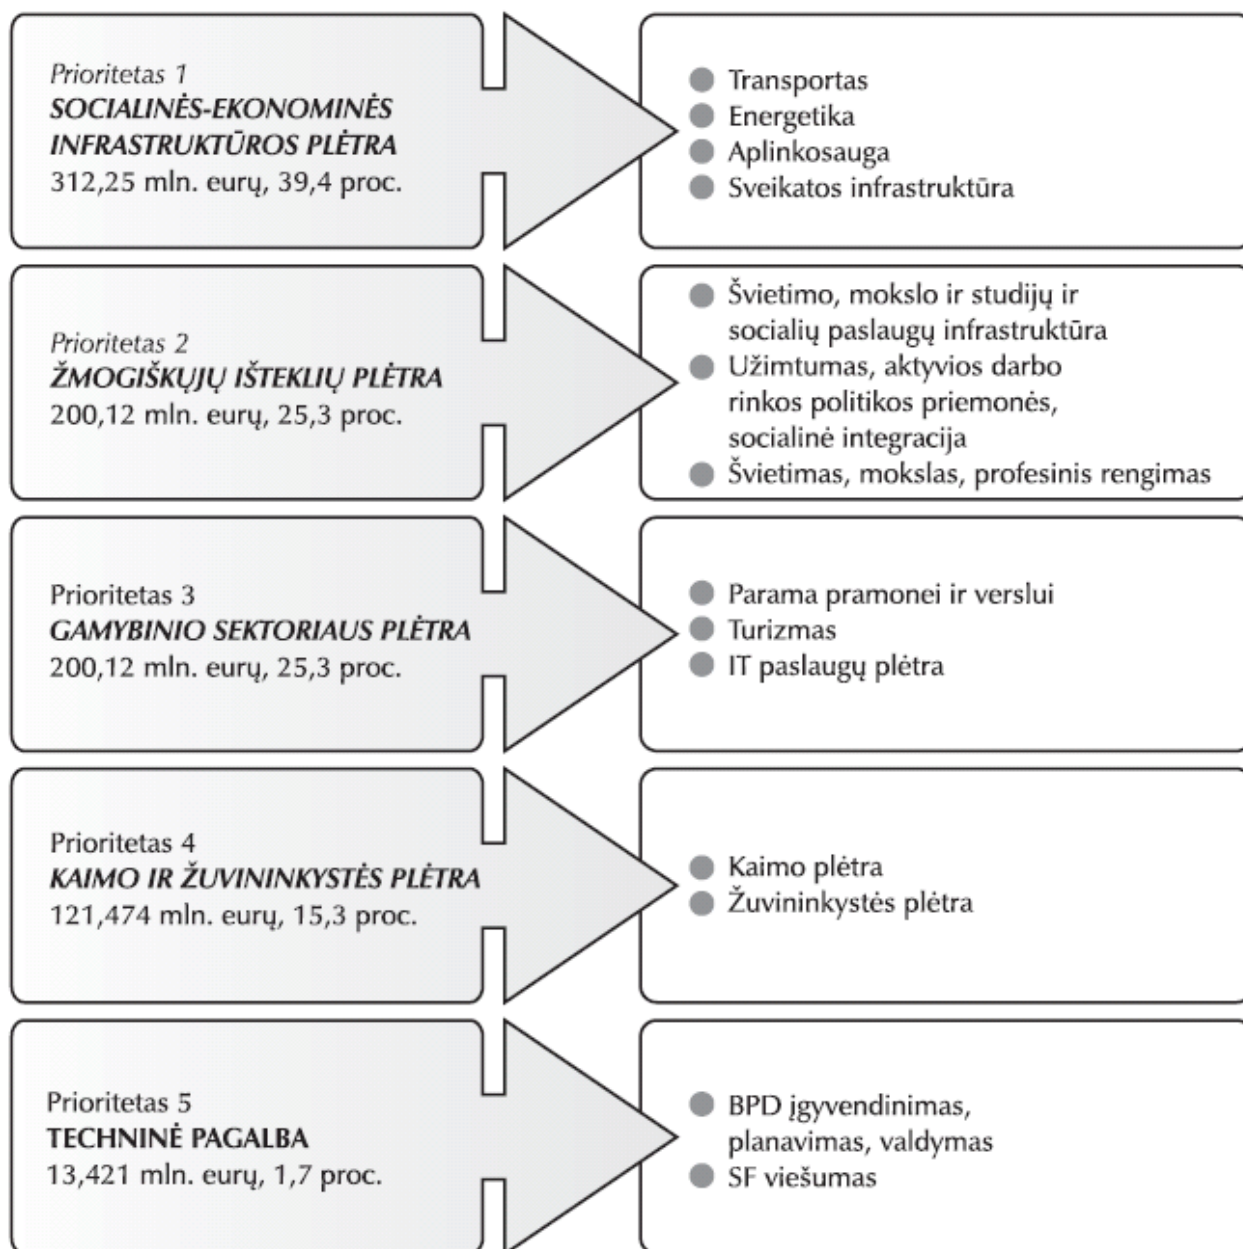 Prioritetas 1
SOCIALINĖS-EKONOMINĖS
INFRASTRUKTŪROS PLĖTRA
312,25 mln. eurų, 39,4 proc.
Transportas
Energetika
Aplinkosauga
Sveikatos infrastruktūra
Prioritetas 2
ŽMOGIŠKŲJŲ IŠTEKLIŲ PLĖTRA
200,12 mln. eurų, 25,3 proc.
Švietimo, mokslo ir studijų ir
socialių paslaugų infrastruktūra
Užimtumas, aktyvios darbo
rinkos politikos priemonės,
socialinė integracija
Švietimas, mokslas, profesinis rengimas
Prioritetas 3
GAMYBINIO SEKTORIAUS PLĖTRA
200,12 mln. eurų, 25,3 proc.
Parama pramonei ir verslui
Turizmas
IT paslaugų plėtra
Prioritetas 4
KAIMO IR ŽUVININKYSTĖS PLĖTRA
121,474 mln. eurų, 15,3 proc.
Kaimo plėtra
Žuvininkystės plėtra
Prioritetas 5
TECHNINĖ PAGALBA
13,421 mln. eurų, 1,7 proc.
BPD įgyvendinimas,
planavimas, valdymas
SF viešumas